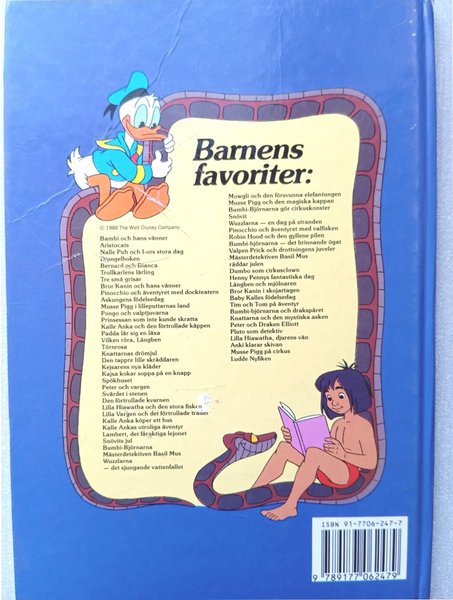 Barnens
favoriter:
© 1988 The Walt Disney Company
Bambi och hans vänner
Aristocats
Nalle Puh och I-ors stora dag
Djungelboken
Bernard och Bianca
Trollkarlens lärling
Tre små grisar
Bror Kanin och hans vänner
Pinocchio och äventyret med dockteatern
Askungens födelsedag
Musse Pigg i lilleputtarnas land
Pongo och valptjuvarna
Prinsessan som inte kunde skratta
Kalle Anka och den förtrollade käppen
Padda lär sig en läxa
Vilken röra, Långben
Törnrosa
Knattarnas drömjul
Den tappre lille skräddaren
Kejsarens nya kläder
Kajsa kokar soppa på en knapp
Spökhuset
Peter och vargen
Svärdet i stenen
Den förtrollade kvarnen
Lilla Hiawatha och den stora fisken
Lilla Vargen och det förtrollade trädet
Kalle Anka köper ett hus
Kalle Ankas otroliga äventyr
Lambert, det fåraktiga lejonet
Snövits jul
Bumbi-Björnarna
Mästerdetektiven Basil Mus
Wuzzlarna
— det sjungande vattenfallet
Mowgli och den försvunna elefantungen
Musse Pigg och den magiska kappan
Bumbi-Björnarna gör cirkuskonster
Snövit
Wuzzlarna — en dag på stranden
Pinocchio och äventyret med valfisken
Robin Hood och den gyllene pilen
Bumbi-björnarna — det brinnande ögat
Valpen Prick och drottningens juveler
Mästerdetektiven Basil Mus
räddar julen
Dumbo som cirkusclown
Henny Pennys fantastiska dag
Långben och mjölnaren
Bror Kanin i skojartagen
Baby Kalles födelsedag
Tim och Tom på äventyr
Bumbi-björnarna och drakspåret
Knattarna och den mystiska asken
Peter och Draken Elliott
Pluto som detektiv
Lilla Hiawatha, djurens vän
Anki klarar skivan
Musse Pigg på cirkus
Ludde Nyfiken
ISBN 91-7706-247-7
9 789177 062479